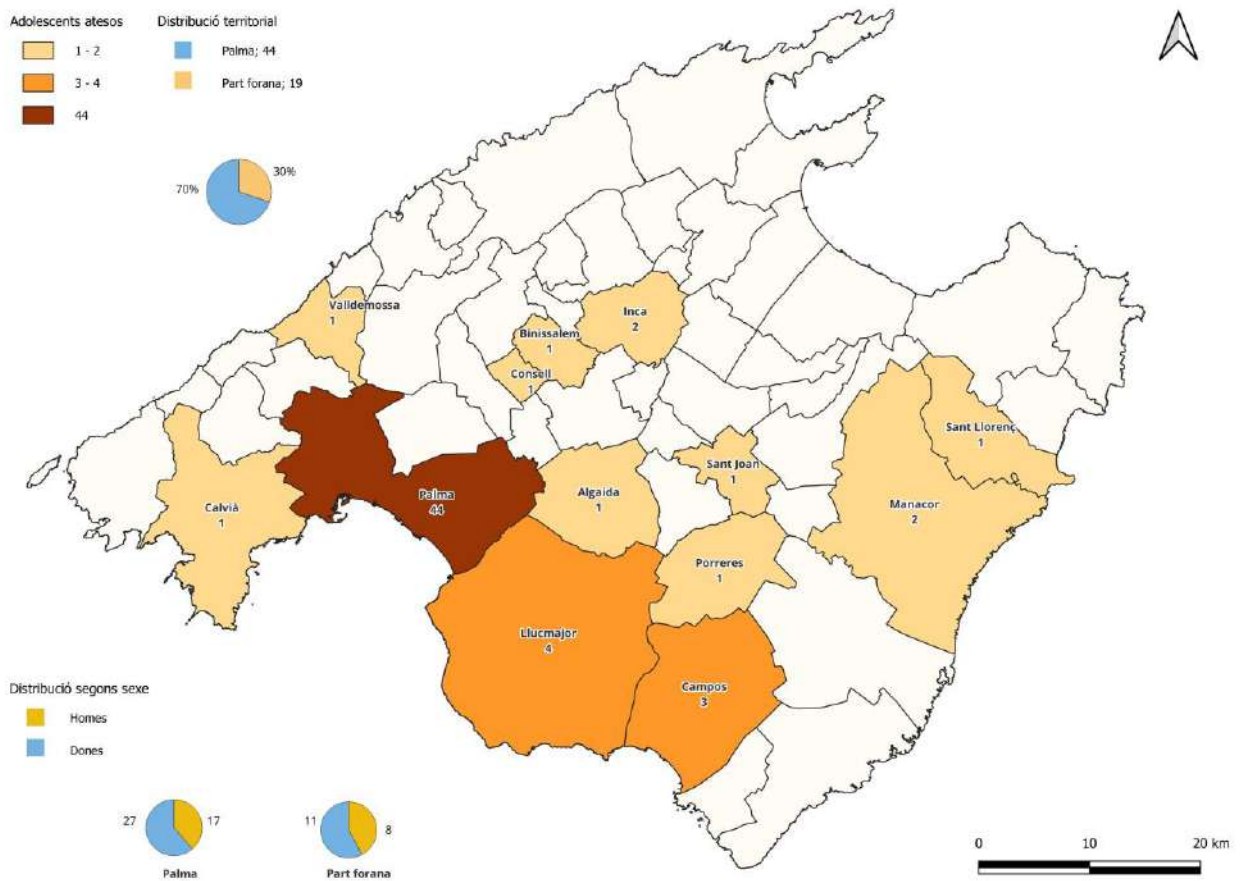 Adolescents atesos
1 - 2
3 - 4
44
Distribució territorial
Palma; 44
Part forana; 19
70%
30%
Valldemossa
1
Inca
2
Binissalem
1
Consell
1
Sant Llorenç
1
Sant Joan
1
Calvià
1
Palma
44
Algaida
1
Manacor
2
Porreres
1
Llucmajor
4
Campos
3
Distribució segons sexe
Homes
Dones
27
17
Palma
11
8
Part forana
0
10
20 km